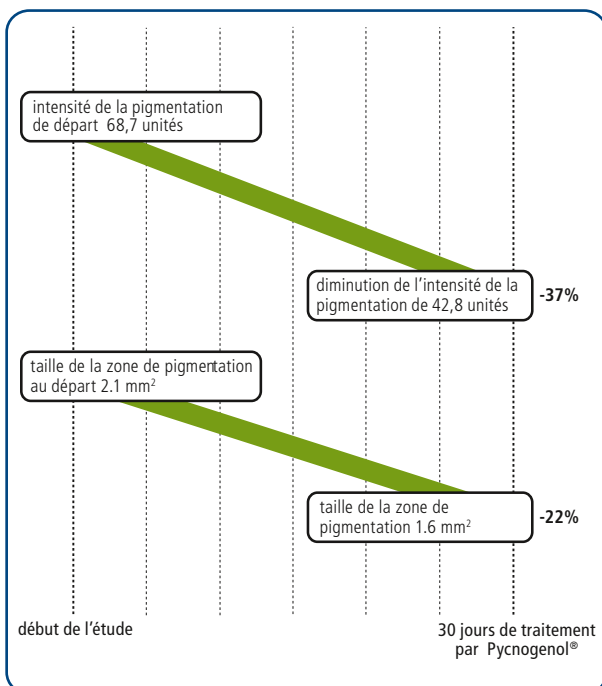 intensité de la pigmentation
de départ 68,7 unités
diminution de l'intensité de la
pigmentation de 42,8 unités
-37%
taille de la zone de pigmentation
au départ 2.1 mm²
taille de la zone de
pigmentation 1.6 mm²
-22%
début de l'étude
30 jours de traitement
par Pycnogenol®